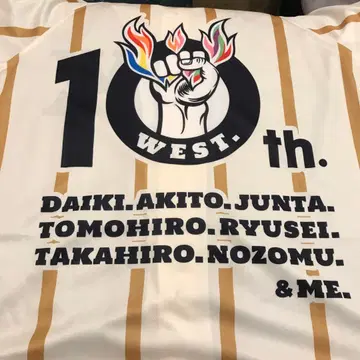 10th.
WEST.
DAIKI.AKITO.JUNTA.
TOMOHIRO.RYUSEI.
TAKAHIRO.NOZOMU.
& ME.